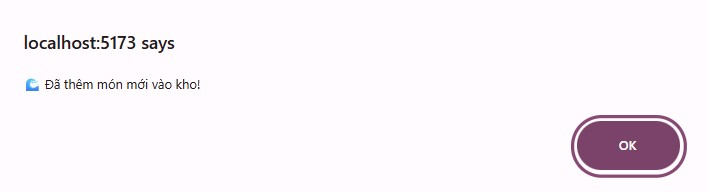 localhost:5173 says
🌊 Đã thêm món mới vào kho!
OK